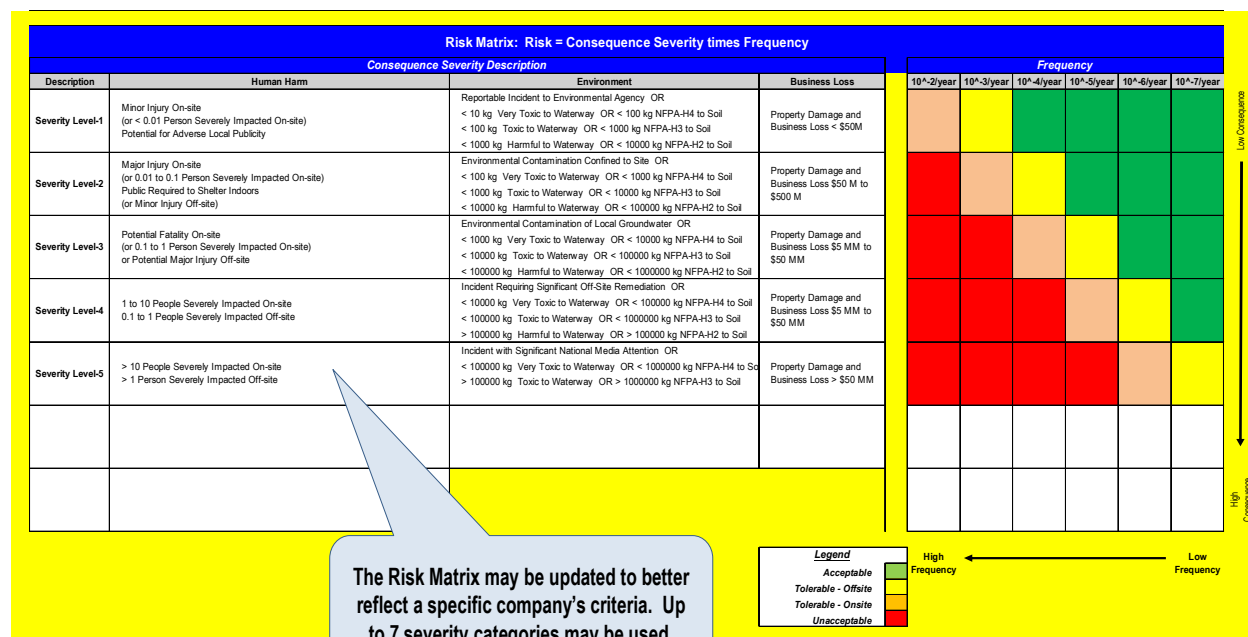 Risk Matrix: Risk = Consequence Severity times Frequency
Consequence Severity Description
Frequency
Description
Human Harm
Environment
Business Loss
10^-2/year
10^-3/year
10^-4/year
10^-5/year
10^-6/year
10^-7/year
Severity Level-1
Minor Injury On-site
(or < 0.01 Person Severely Impacted On-site)
Potential for Adverse Local Publicity
Reportable Incident to Environmental Agency OR
< 10 kg Very Toxic to Waterway OR < 100 kg NFPA-H4 to Soil
< 100 kg Toxic to Waterway OR < 1000 kg NFPA-H3 to Soil
< 1000 kg Harmful to Waterway OR < 10000 kg NFPA-H2 to Soil
Property Damage and
Business Loss < $50M
Severity Level-2
Major Injury On-site
(or 0.01 to 0.1 Person Severely Impacted On-site)
Public Required to Shelter Indoors
(or Minor Injury Off-site)
Environmental Contamination Confined to Site OR
< 100 kg Very Toxic to Waterway OR < 1000 kg NFPA-H4 to Soil
< 1000 kg Toxic to Waterway OR < 10000 kg NFPA-H3 to Soil
< 10000 kg Harmful to Waterway OR < 100000 kg NFPA-H2 to Soil
Property Damage and
Business Loss $50 M to
$500 M
Severity Level-3
Potential Fatality On-site
(or 0.1 to 1 Person Severely Impacted On-site)
or Potential Major Injury Off-site
Environmental Contamination of Local Groundwater OR
< 1000 kg Very Toxic to Waterway OR < 10000 kg NFPA-H4 to Soil
< 10000 kg Toxic to Waterway OR < 100000 kg NFPA-H3 to Soil
< 100000 kg Harmful to Waterway OR < 1000000 kg NFPA-H2 to Soil
Property Damage and
Business Loss $5 MM to
$50 MM
Severity Level-4
1 to 10 People Severely Impacted On-site
0.1 to 1 People Severely Impacted Off-site
Incident Requiring Significant Off-Site Remediation OR
< 10000 kg Very Toxic to Waterway OR < 100000 kg NFPA-H4 to Soil
< 100000 kg Toxic to Waterway OR < 1000000 kg NFPA-H3 to Soil
> 100000 kg Harmful to Waterway OR > 100000 kg NFPA-H2 to Soil
Property Damage and
Business Loss $5 MM to
$50 MM
Severity Level-5
> 10 People Severely Impacted On-site
> 1 Person Severely Impacted Off-site
Incident with Significant National Media Attention OR
< 100000 kg Very Toxic to Waterway OR < 1000000 kg NFPA-H4 to So
> 100000 kg Toxic to Waterway OR > 1000000 kg NFPA-H3 to Soil
Property Damage and
Business Loss > $50 MM
Low Consequence
High
Consequence
The Risk Matrix may be updated to better
reflect a specific company's criteria. Up
to 7 severity categories may be used
Legend
Acceptable
Tolerable - Offsite
Tolerable - Onsite
Unacceptable
High
Frequency
Low
Frequency